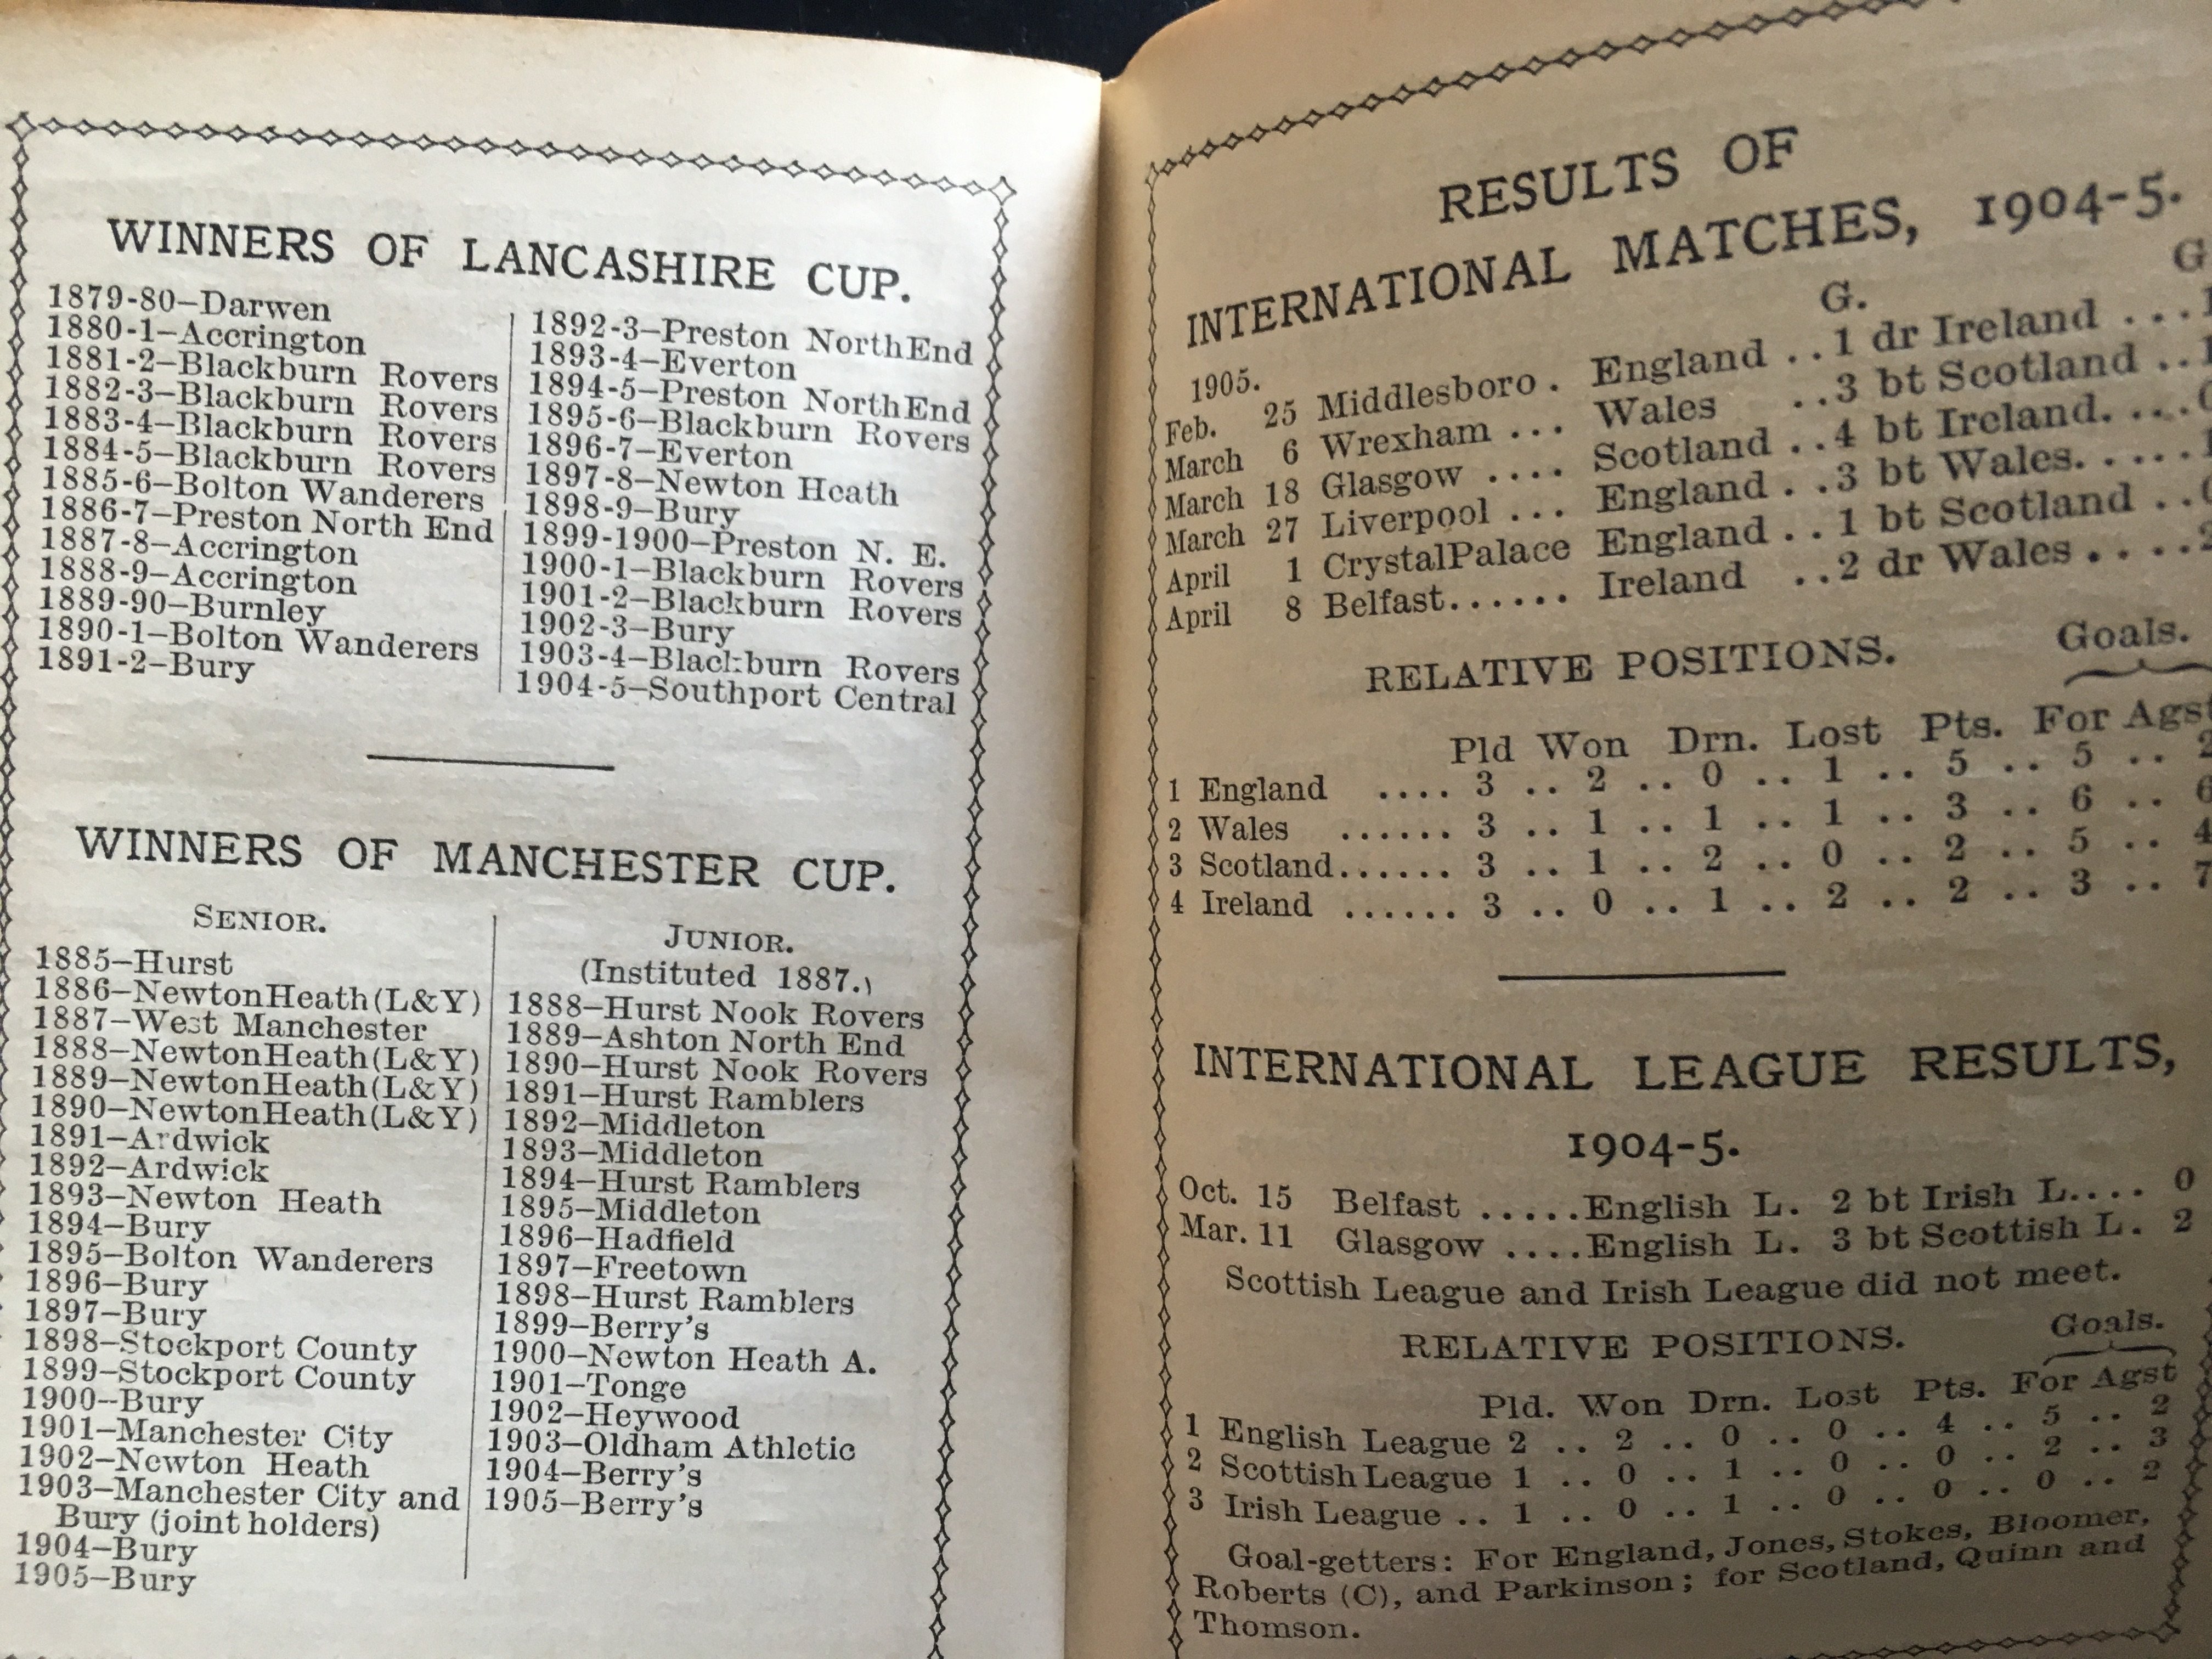 WINNERS OF LANCASHIRE CUP.
1879-80–Darwen
1880-1–Accrington
1881-2–Blackburn Rovers
1882-3–Blackburn Rovers
1883-4–Blackburn Rovers
1884-5–Blackburn Rovers
1885-6–Bolton Wanderers
1886-7–Preston North End
1887-8–Accrington
1888-9–Accrington
1889-90–Burnley
1890-1–Bolton Wanderers
1891-2–Bury
1892-3–Preston NorthEnd
1893-4–Everton
1894-5–Preston NorthEnd
1895-6–Blackburn Rovers
1896-7–Everton
1897-8–Newton Heath
1898-9–Bury
1899-1900–Preston N. E.
1900-1–Blackburn Rovers
1901-2–Blackburn Rovers
1902-3–Bury
1903-4–Blackburn Rovers
1904-5–Southport Central
WINNERS OF MANCHESTER CUP.
SENIOR.
1885–Hurst
1886–NewtonHeath(L&Y)
1887–West Manchester
1888–NewtonHeath(L&Y)
1889–NewtonHeath(L&Y)
1890–NewtonHeath(L&Y)
1891–Ardwick
1892–Ardwick
1893–Newton Heath
1894–Bury
1895–Bolton Wanderers
1896–Bury
1897–Bury
1898–Stockport County
1899–Stockport County
1900--Bury
1901–Manchester City
1902–Newton Heath
1903–Manchester City and
Bury (joint holders)
1904–Bury
1905–Bury
JUNIOR.
(Instituted 1887.)
1888–Hurst Nook Rovers
1889–Ashton North End
1890–Hurst Nook Rovers
1891–Hurst Ramblers
1892–Middleton
1893–Middleton
1894–Hurst Ramblers
1895–Middleton
1896–Hadfield
1897–Freetown
1898–Hurst Ramblers
1899–Berry's
1900–Newton Heath A.
1901–Tonge
1902–Heywood
1903–Oldham Athletic
1904–Berry's
1905–Berry's
RESULTS OF
INTERNATIONAL MATCHES, 1904-5.
1905. G. G
Feb. 25 Middlesboro . England ..1 dr Ireland ...1
March 6 Wrexham ... Wales ..3 bt Scotland ..1
March 18 Glasgow .... Scotland ..4 bt Ireland. ...0
March 27 Liverpool ... England ..3 bt Wales. ....1
April 1 CrystalPalace England ..1 bt Scotland ..0
April 8 Belfast...... Ireland ..2 dr Wales ....2
RELATIVE POSITIONS. Goals.
Pld Won Drn. Lost Pts. For Agst
1 England .... 3 .. 2 .. 0 .. 1 .. 5 .. 5 .. 2
2 Wales ...... 3 .. 1 .. 1 .. 1 .. 3 .. 6 .. 6
3 Scotland...... 3 .. 1 .. 2 .. 0 .. 2 .. 5 .. 4
4 Ireland ...... 3 .. 0 .. 1 .. 2 .. 2 .. 3 .. 7
INTERNATIONAL LEAGUE RESULTS,
1904-5.
Oct. 15 Belfast .....English L. 2 bt Irish L.... 0
Mar. 11 Glasgow ....English L. 3 bt Scottish L. 2
Scottish League and Irish League did not meet.
RELATIVE POSITIONS. Goals.
Pld. Won Drn. Lost Pts. For Agst
1 English League 2 .. 2 .. 0 .. 0 .. 4 .. 5 .. 2
2 Scottish League 1 .. 0 .. 1 .. 0 .. 0 .. 2 .. 3
3 Irish League .. 1 .. 0 .. 1 .. 0 .. 0 .. 0 .. 2
Goal-getters: For England, Jones, Stokes, Bloomer,
Roberts (C), and Parkinson; for Scotland, Quinn and
Thomson.